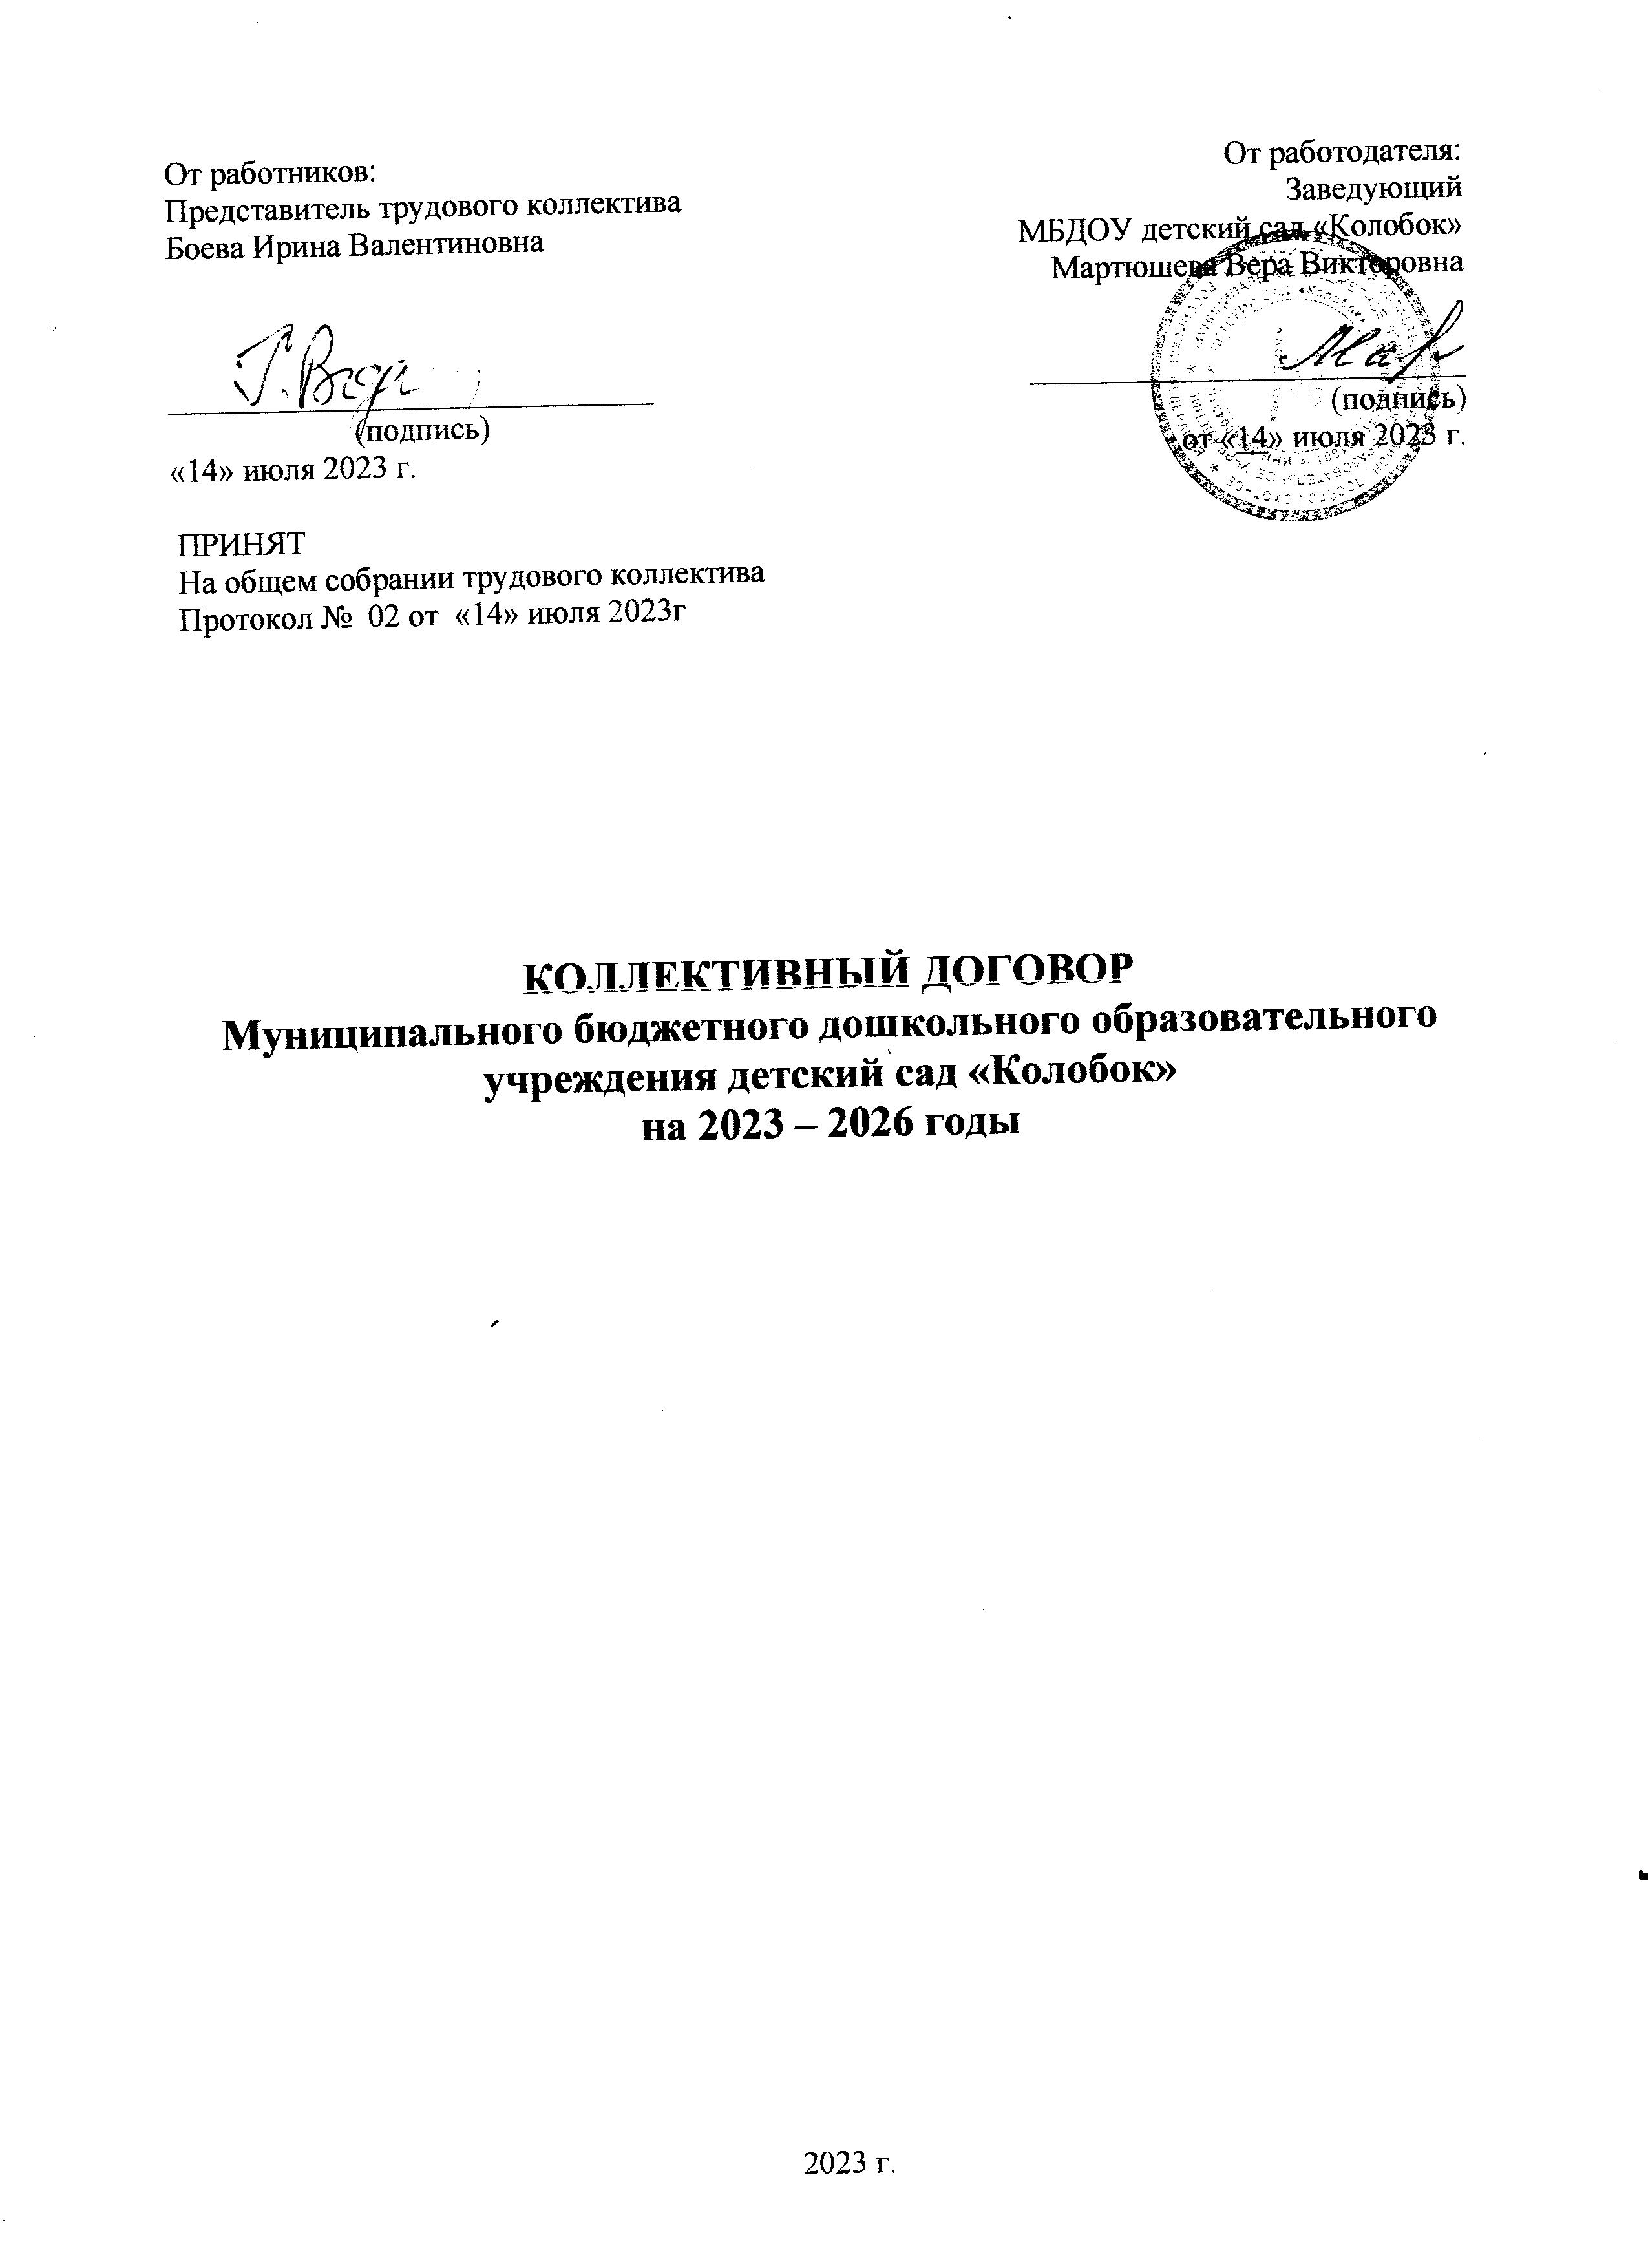 От работников:
Представитель трудового коллектива
Боева Ирина Валентиновна
(подпись)
«14» июля 2023 г.
От работодателя:
Заведующий
МБДОУ детский сад «Колобок»
Мартюшева Вера Викторовна
(подпись)
от «14» июля 2023 г.
ПРИНЯТ
На общем собрании трудового коллектива
Протокол № 02 от «14» июля 2023г
КОЛЛЕКТИВНЫЙ ДОГОВОР
Муниципального бюджетного дошкольного образовательного
учреждения детский сад «Колобок»
на 2023 – 2026 годы
2023 г.